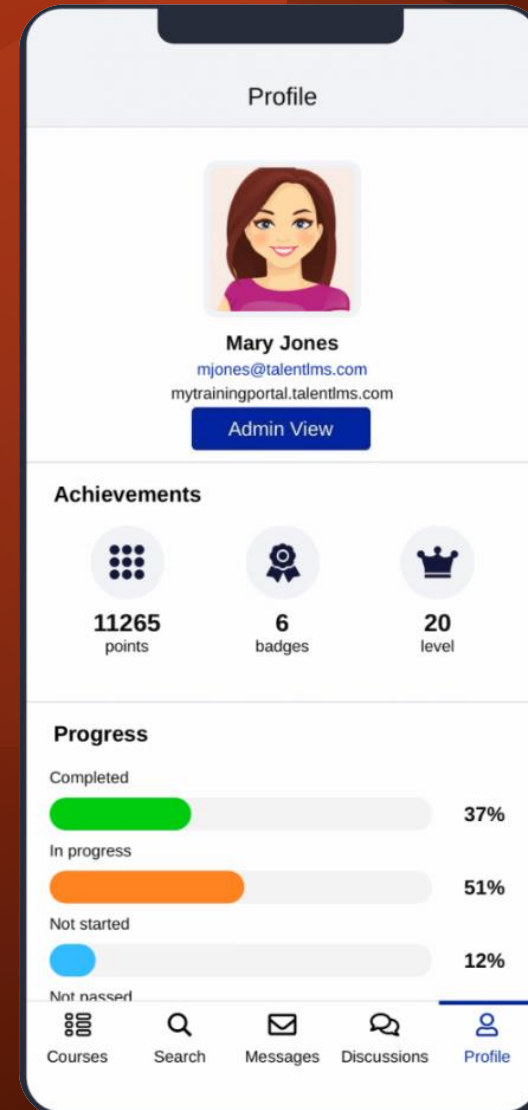 Profile
Mary Jones
mjones@talentlms.com
mytrainingportal.talentlms.com
Admin View
Achievements
11265 6 20
points badges level
Progress
Completed
37%
In progress
51%
Not started
12%
Not passed
Courses Search Messages Discussions Profile